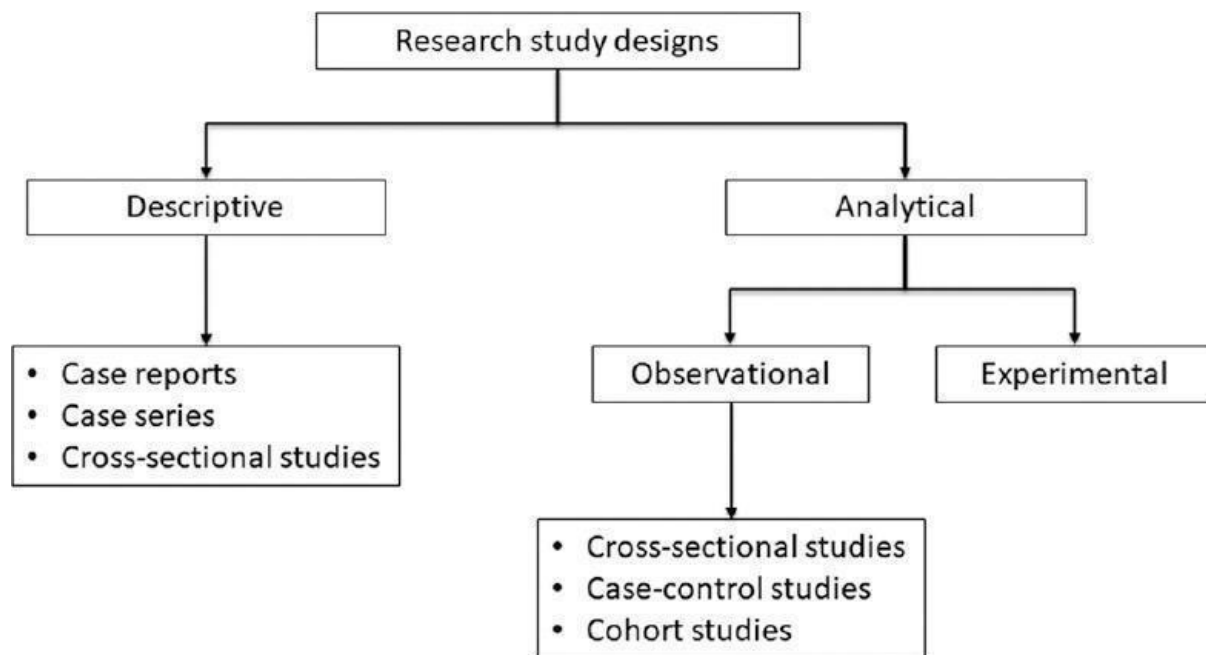 Research study designs
Descriptive
Analytical
• Case reports
• Case series
• Cross-sectional studies
Observational
Experimental
• Cross-sectional studies
• Case-control studies
• Cohort studies